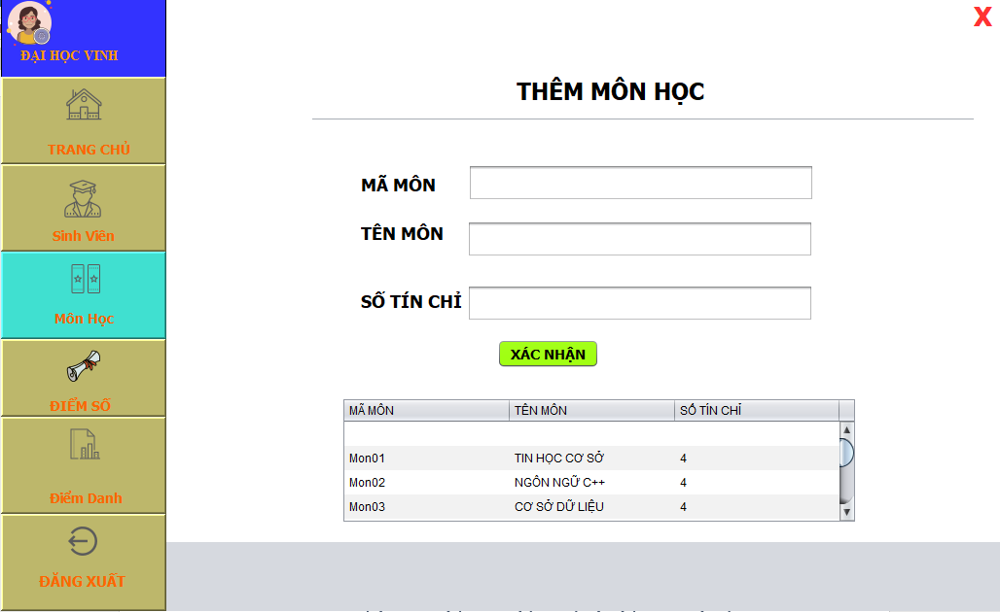 X
ĐẠI HỌC VINH
TRANG CHỦ
Sinh Viên
Môn Học
ĐIỂM SỐ
Điểm Danh
ĐĂNG XUẤT
THÊM MÔN HỌC
MÃ MÔN
TÊN MÔN
SỐ TÍN CHỈ
XÁC NHẬN
MÃ MÔN TÊN MÔN SỐ TÍN CHỈ
Mon01 TIN HỌC CƠ SỞ 4
Mon02 NGÔN NGỮ C++ 4
Mon03 CƠ SỞ DỮ LIỆU 4